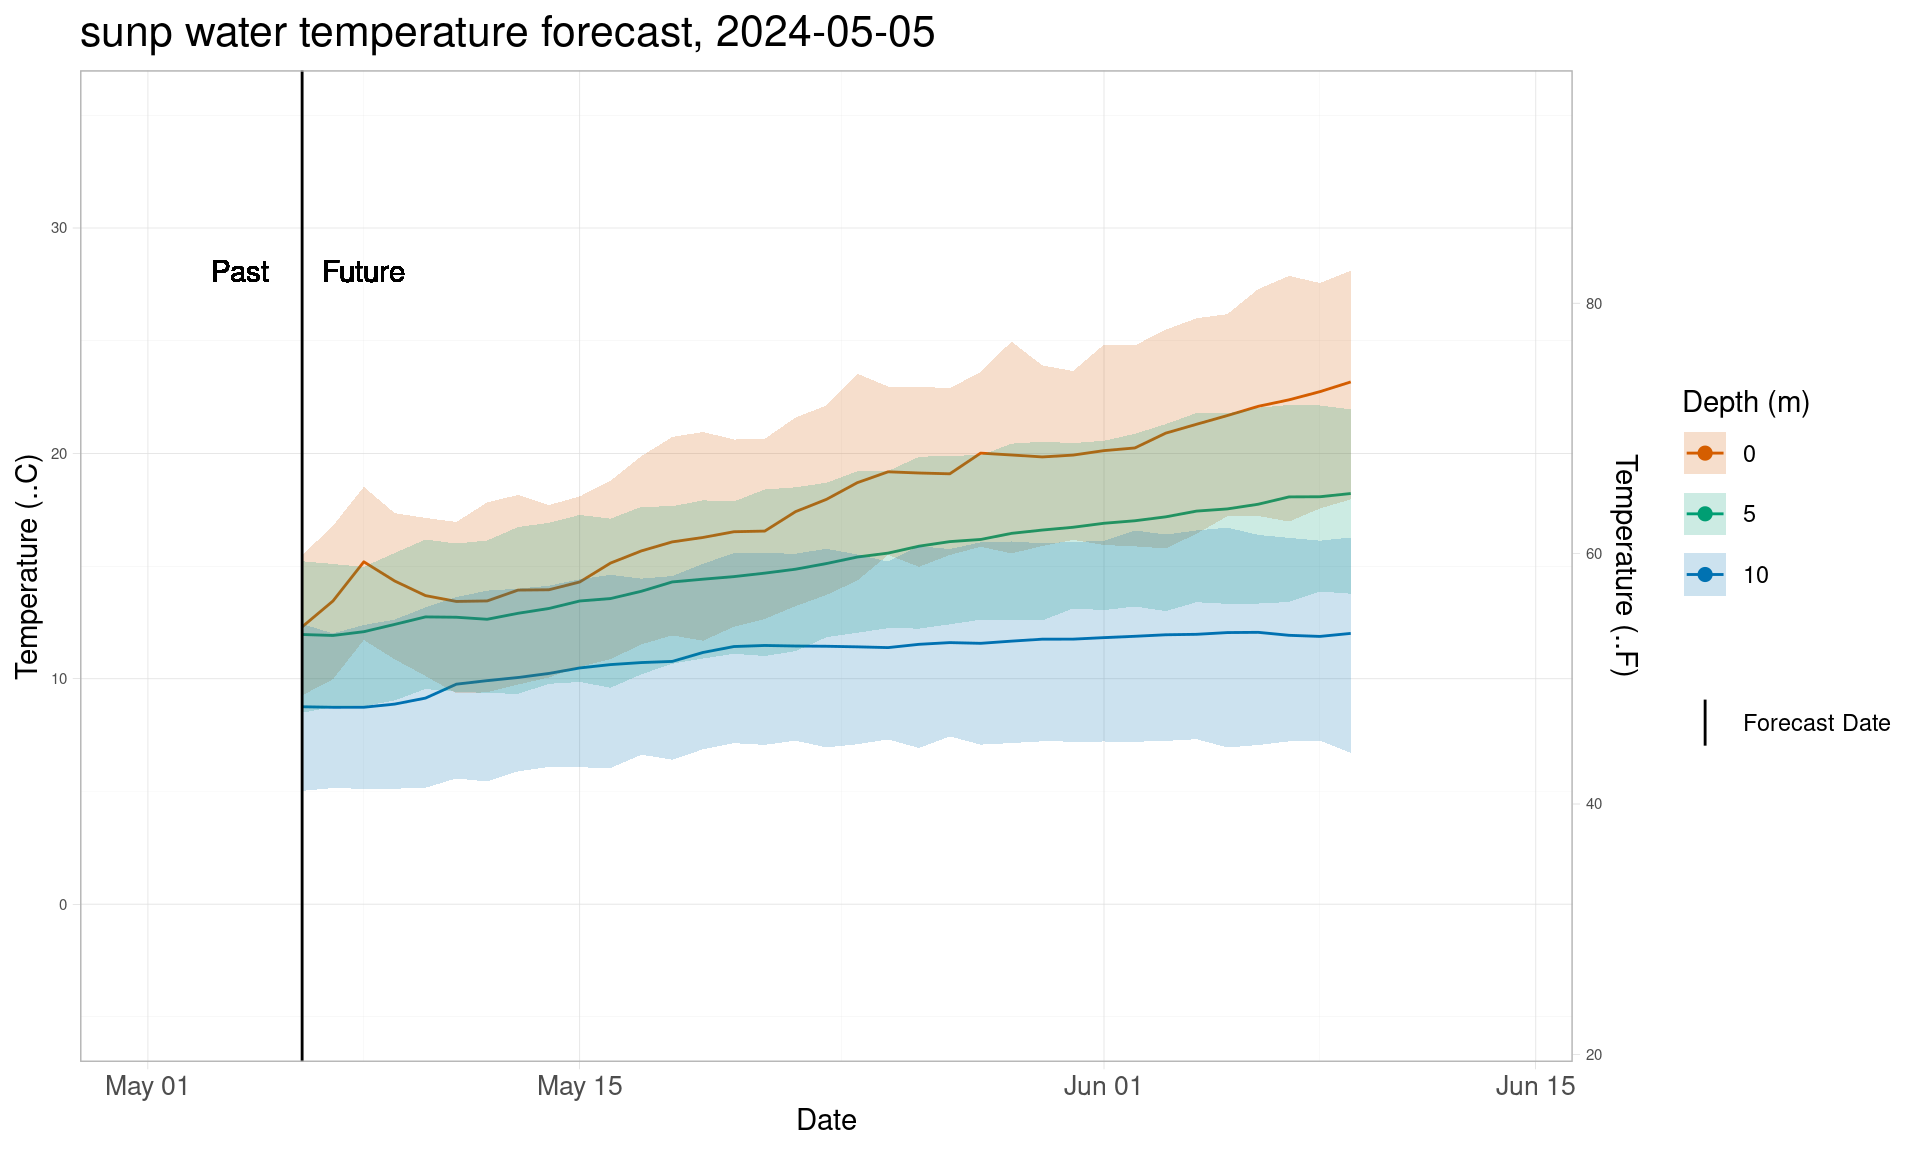 sunp water temperature forecast, 2024-05-05
Temperature (..C)
30
20
10
0
Past
Future
80
60
40
20
Temperature (..F)
May 01
May 15
Jun 01
Jun 15
Date
Depth (m)
0
5
10
Forecast Date